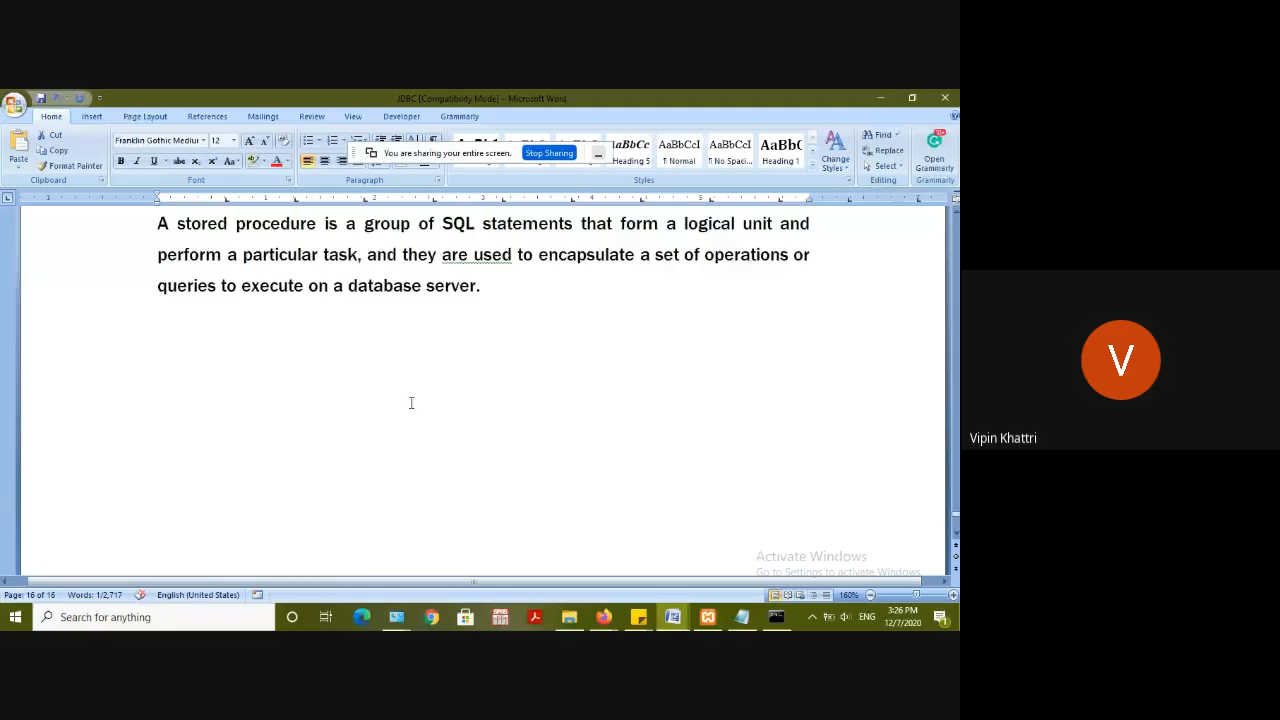 JDBC [Compatibility Mode] - Microsoft Word
Home Insert Page Layout References Mailings Review View Developer Grammarly
Paste
Cut
Copy
Format Painter
Clipboard
Franklin Gothic Mediun 12
Font
Paragraph
You are sharing your entire screen. Stop Sharing
Heading 5
¶ Normal
¶ No Spaci...
Heading 1
Change Styles
Styles
Find
Replace
Select
Editing
Open Grammarly
Grammarly
A stored procedure is a group of SQL statements that form a logical unit and
perform a particular task, and they are used to encapsulate a set of operations or
queries to execute on a database server.
V
Vipin Khattri
Activate Windows
Go to Settings to activate Windows.
Page: 16 of 16 Words: 1/2,717 English (United States) 160%
Search for anything
ENG
3:26 PM
12/7/2020